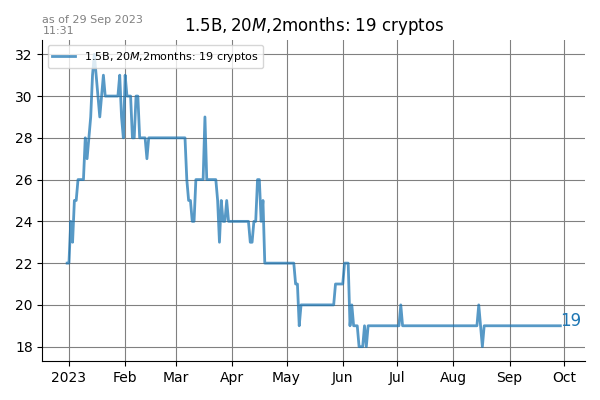 as of 29 Sep 2023
11:31
1.5B, 20M,2months: 19 cryptos
1.5B, 20M,2months: 19 cryptos
32
30
28
26
24
22
20
18
19
2023 Feb Mar Apr May Jun Jul Aug Sep Oct